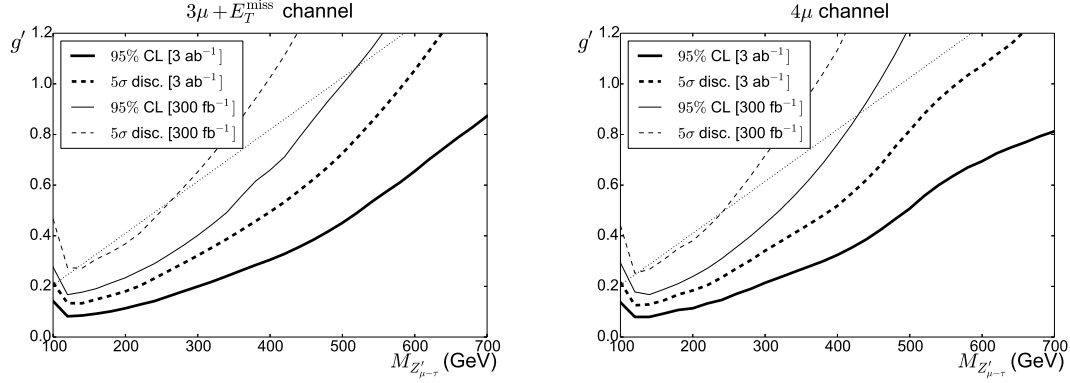 3μ + E_T^miss channel
g′
1.2
1.0
0.8
0.6
0.4
0.2
0.0
95% CL [3 ab⁻¹]
5σ disc. [3 ab⁻¹]
95% CL [300 fb⁻¹]
5σ disc. [300 fb⁻¹]
100 200 300 400 500 600 700
M_{Z′_{μ−τ}} (GeV)
4μ channel
g′
1.2
1.0
0.8
0.6
0.4
0.2
0.0
95% CL [3 ab⁻¹]
5σ disc. [3 ab⁻¹]
95% CL [300 fb⁻¹]
5σ disc. [300 fb⁻¹]
100 200 300 400 500 600 700
M_{Z′_{μ−τ}} (GeV)